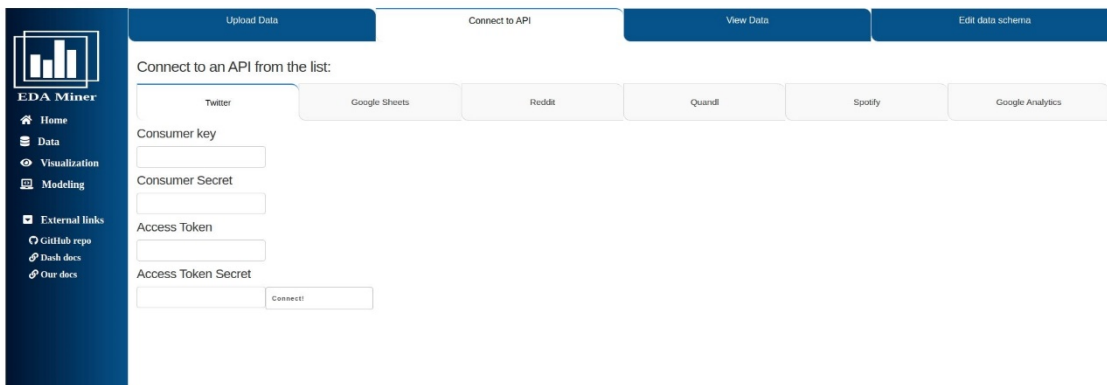 Upload Data
Connect to API
View Data
Edit data schema
EDA Miner
Home
Data
Visualization
Modeling
External links
GitHub repo
Dash docs
Our docs
Connect to an API from the list:
Twitter
Google Sheets
Reddit
Quandl
Spotify
Google Analytics
Consumer key
Consumer Secret
Access Token
Access Token Secret
Connect!